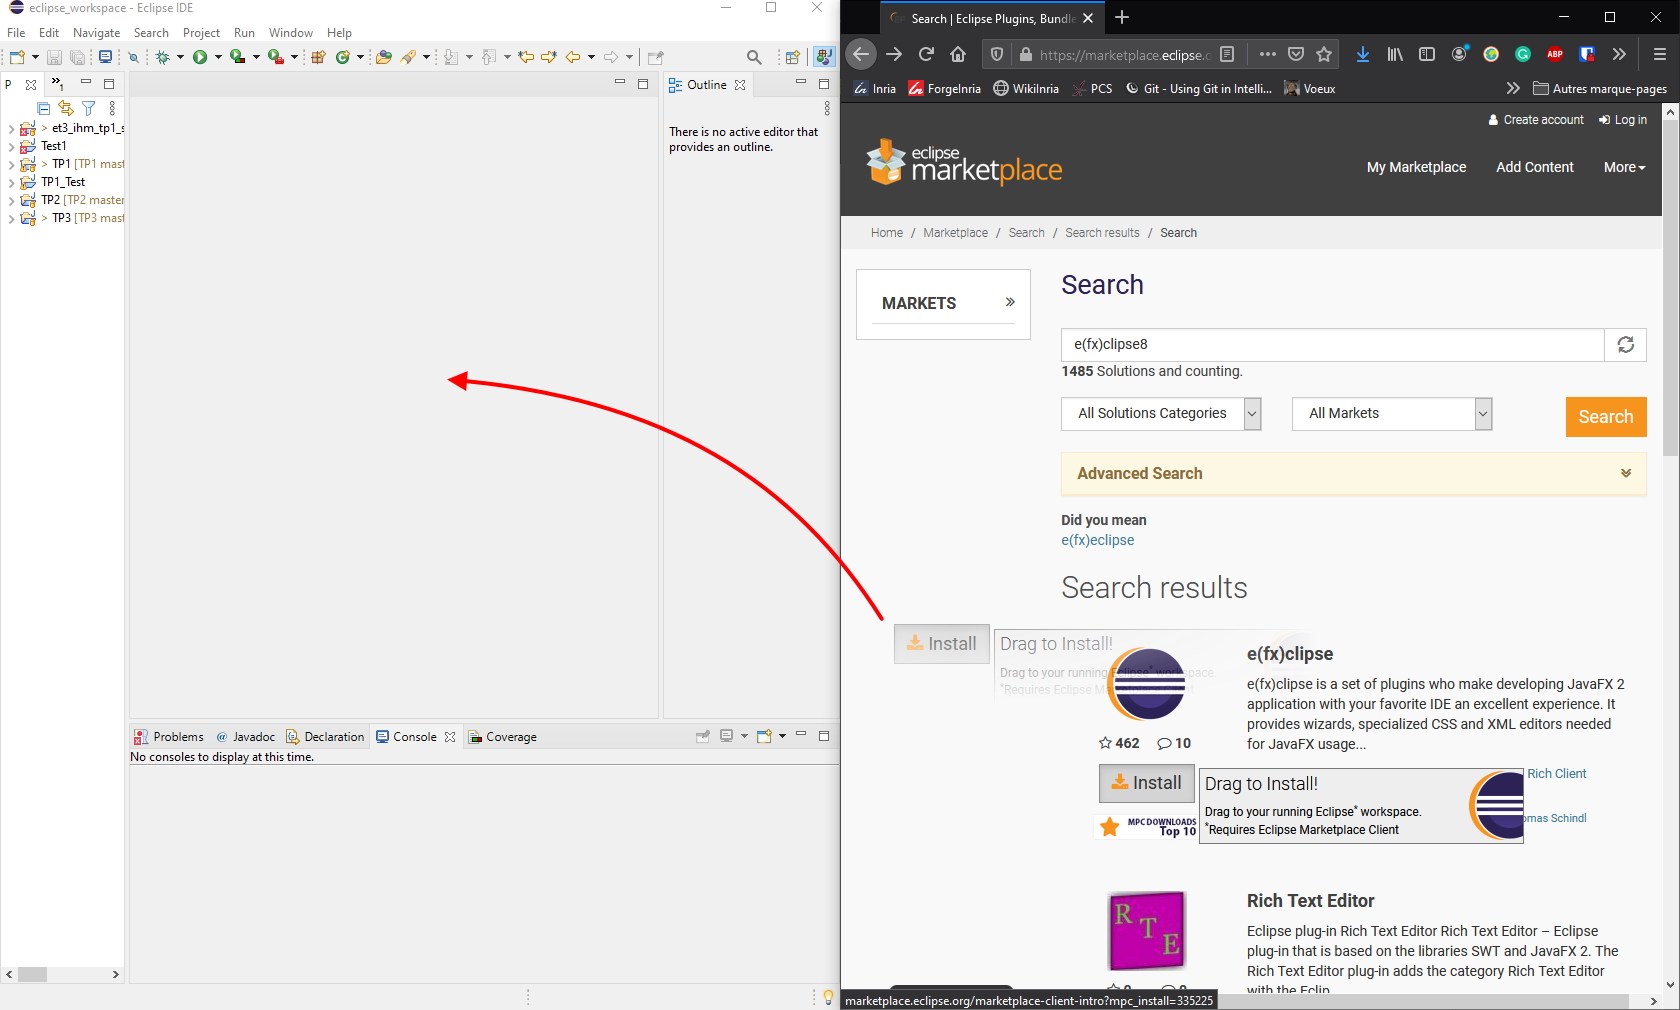 eclipse_workspace - Eclipse IDE
File Edit Navigate Search Project Run Window Help
P
»1
> et3_ihm_tp1_s
Test1
> TP1 [TP1 mast
TP1_Test
TP2 [TP2 master
> TP3 [TP3 mast
Outline
There is no active editor that
provides an outline.
Problems @ Javadoc Declaration Console Coverage
No consoles to display at this time.
Search | Eclipse Plugins, Bundle
https://marketplace.eclipse.c
ABP
Inria ForgeInria WikiInria PCS Git - Using Git in Intelli... Voeux
Autres marque-pages
Create account Log in
eclipse
marketplace
My Marketplace Add Content More
Home / Marketplace / Search / Search results / Search
MARKETS »
Search
e(fx)clipse8
1485 Solutions and counting.
All Solutions Categories All Markets Search
Advanced Search
Did you mean
e(fx)eclipse
Search results
Install
Drag to Install!
Drag to your running Eclipse* workspace.
*Requires Eclipse Marketplace Client
e(fx)clipse
e(fx)clipse is a set of plugins who make developing JavaFX 2
application with your favorite IDE an excellent experience. It
provides wizards, specialized CSS and XML editors needed
for JavaFX usage...
462 10
Install
MPC DOWNLOADS
Top 10
Drag to Install!
Drag to your running Eclipse* workspace.
*Requires Eclipse Marketplace Client
Rich Client
omas Schindl
RTE
Rich Text Editor
Eclipse plug-in Rich Text Editor Rich Text Editor – Eclipse
plug-in that is based on the libraries SWT and JavaFX 2. The
Rich Text Editor plug-in adds the category Rich Text Editor
with the Eclip
marketplace.eclipse.org/marketplace-client-intro?mpc_install=335225